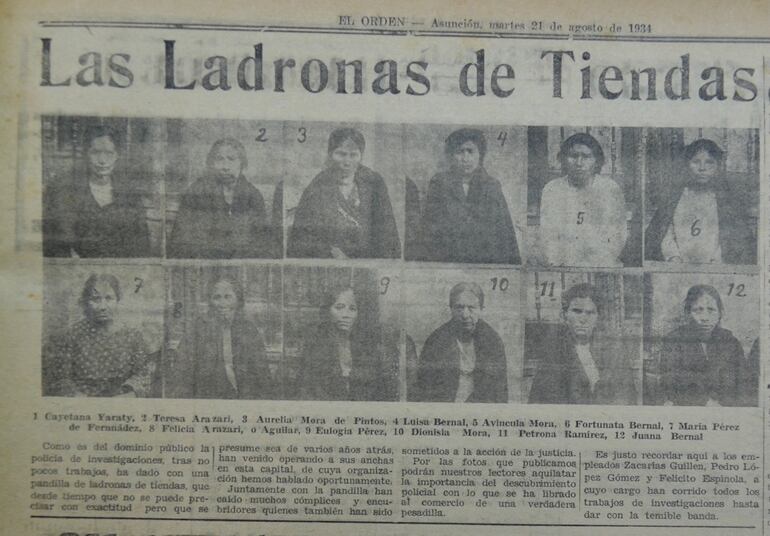 EL ORDEN — Asunción, martes 21 de agosto de 1934
Las Ladronas de Tiendas
1
2
3
4
5
6
7
8
9
10
11
12
1 Cayetana Yaraty, 2 Teresa Arazari, 3 Aurelia Mora de Pintos, 4 Luisa Bernal, 5 Avincula Mora, 6 Fortunata Bernal, 7 María Pérez
de Fernández, 8 Felicia Arazari, o Aguilar, 9 Eulogia Pérez, 10 Dionisia Mora, 11 Petrona Ramírez, 12 Juana Bernal
Como es del dominio público la
policía de investigaciones, tras no
pocos trabajos, ha dado con una
pandilla de ladronas de tiendas, que
desde tiempo que no se puede pre-
cisar con exactitud pero que se
presume sea de varios años atrás,
han venido operando a sus anchas
en esta capital, de cuya organiza-
ción hemos hablado oportunamente.
Juntamente con la pandilla han
caído muchos cómplices y encu-
bridores quienes también han sido
sometidos a la acción de la justicia.
Por las fotos que publicamos
podrán nuestros lectores aquilatar
la importancia del descubrimiento
policial con lo que se ha librado
al comercio de una verdadera
pesadilla.
Es justo recordar aquí a los em-
pleados Zacarías Guillen, Pedro Ló-
pez Gómez y Felicito Espinola, a
cuyo cargo han corrido todos los
trabajos de investigaciones hasta
dar con la temible banda.